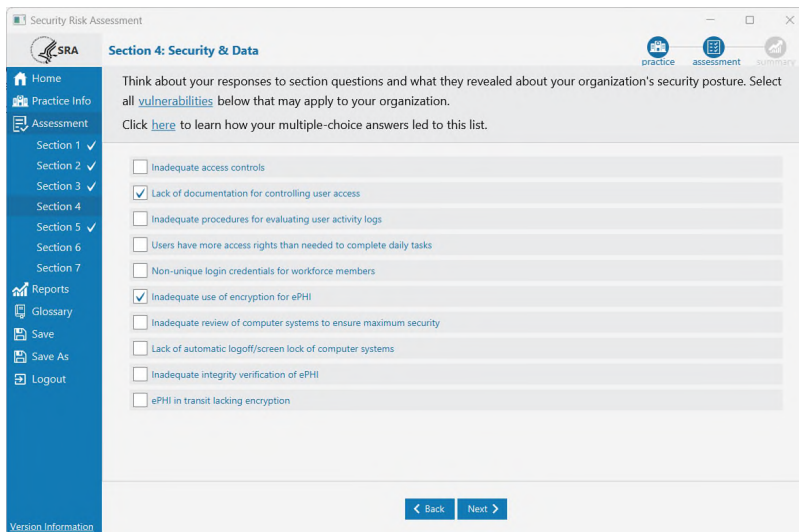 Security Risk Assessment
SRA
Section 4: Security & Data
practice
assessment
summary
Home
Practice Info
Assessment
Section 1
Section 2
Section 3
Section 4
Section 5
Section 6
Section 7
Reports
Glossary
Save
Save As
Logout
Version Information
Think about your responses to section questions and what they revealed about your organization's security posture. Select
all vulnerabilities below that may apply to your organization.
Click here to learn how your multiple-choice answers led to this list.
Inadequate access controls
Lack of documentation for controlling user access
Inadequate procedures for evaluating user activity logs
Users have more access rights than needed to complete daily tasks
Non-unique login credentials for workforce members
Inadequate use of encryption for ePHI
Inadequate review of computer systems to ensure maximum security
Lack of automatic logoff/screen lock of computer systems
Inadequate integrity verification of ePHI
ePHI in transit lacking encryption
Back
Next